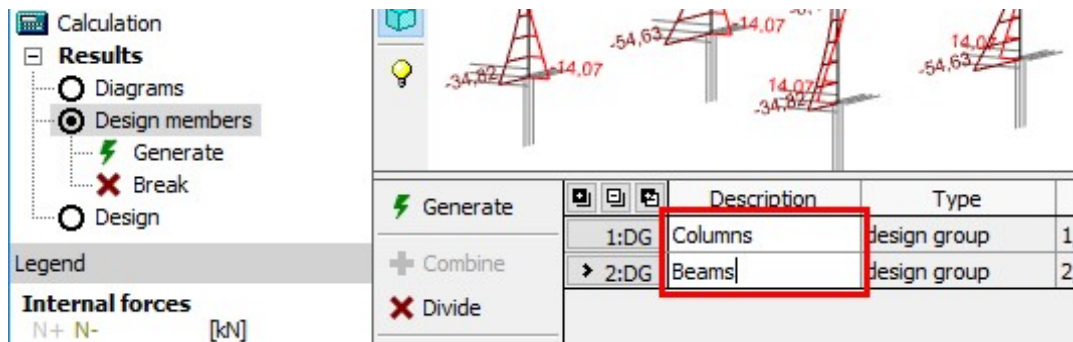 Calculation
Results
Diagrams
Design members
Generate
Break
Design
Legend
Internal forces
N+ N- [kN]
-34,82
-14,07
-54,63
-14,07
14,07
-34,82
14,07
-54,63
Generate
Combine
Divide
Description Type
1:DG Columns design group 1
2:DG Beams design group 2